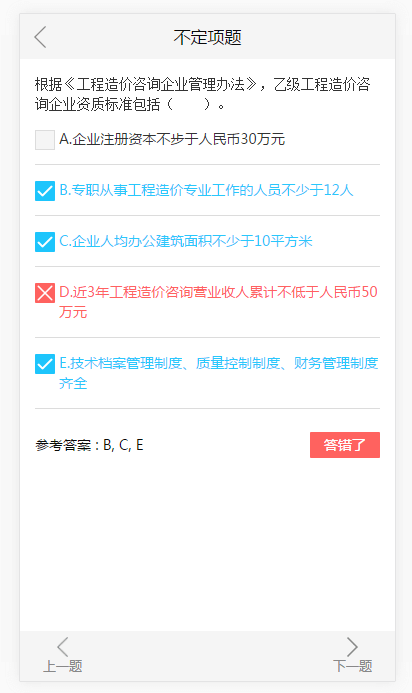 不定项题
根据《工程造价咨询企业管理办法》，乙级工程造价咨
询企业资质标准包括（　　）。
A.企业注册资本不步于人民币30万元
B.专职从事工程造价专业工作的人员不少于12人
C.企业人均办公建筑面积不少于10平方米
D.近3年工程造价咨询营业收人累计不低于人民币50
万元
E.技术档案管理制度、质量控制制度、财务管理制度
齐全
参考答案：B, C, E
答错了
上一题
下一题